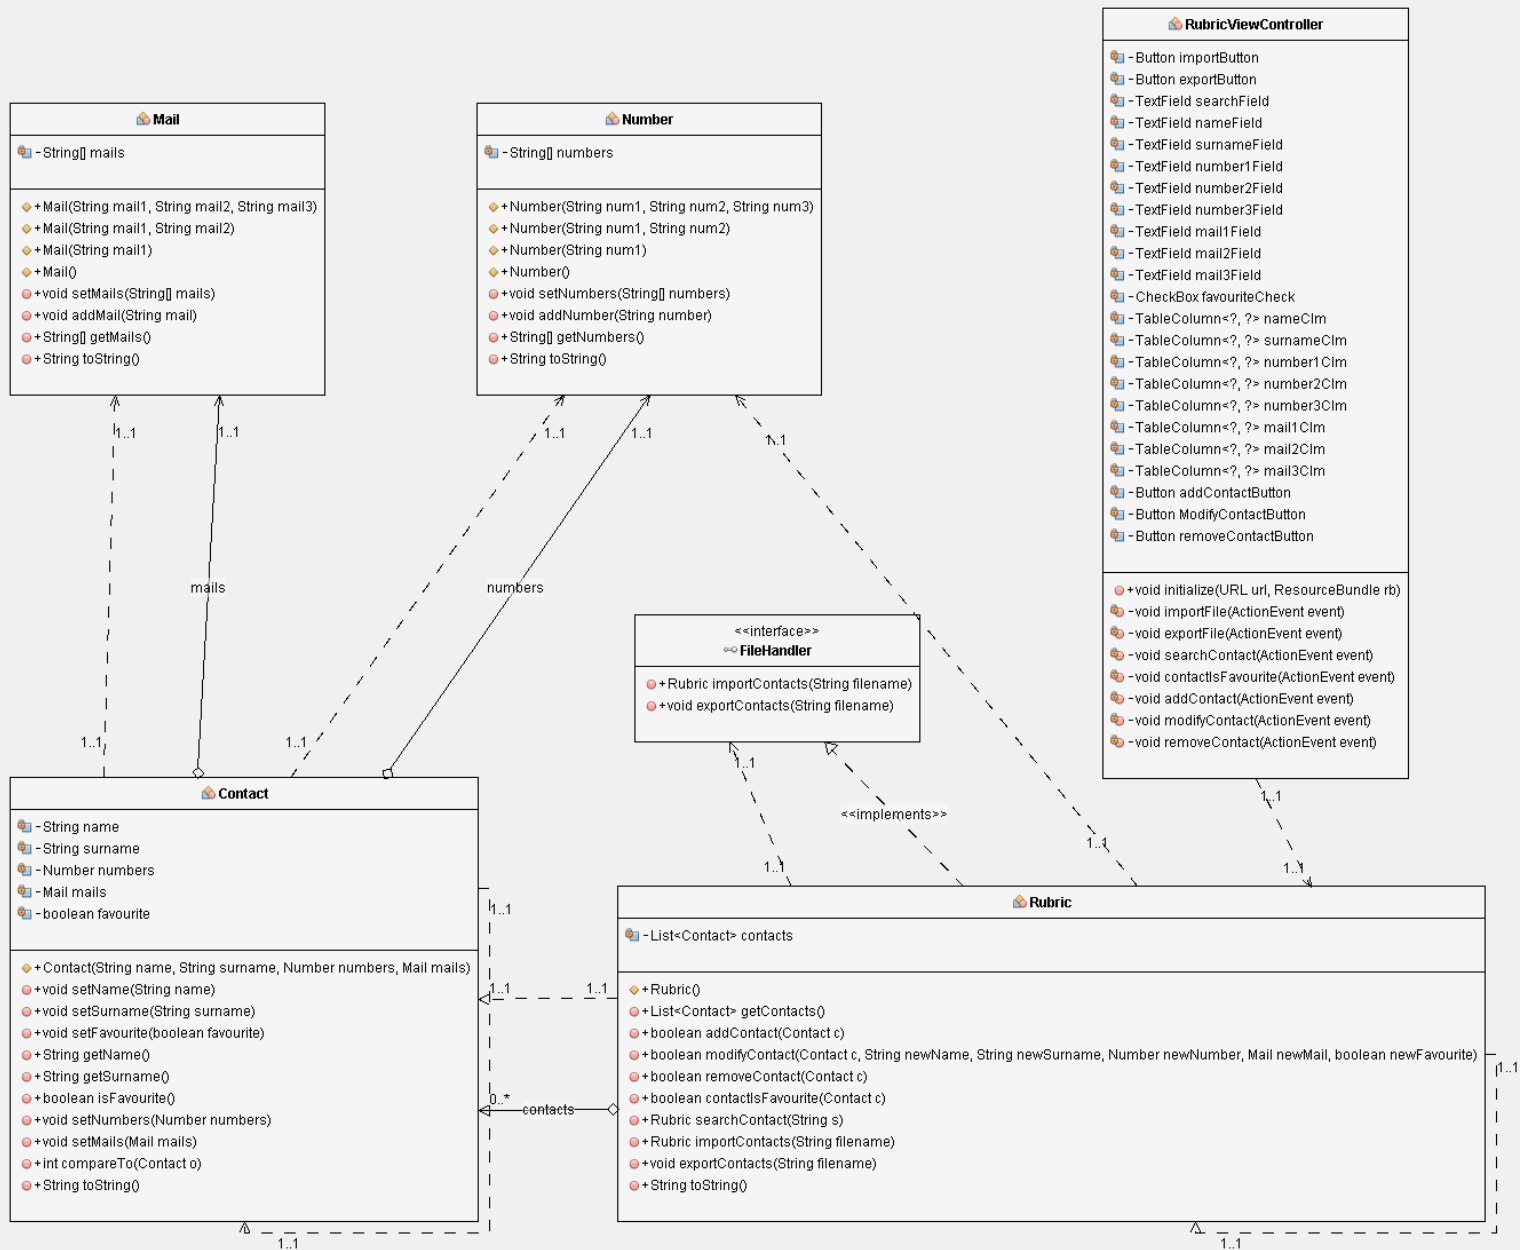 RubricViewController
-Button importButton
-Button exportButton
-TextField searchField
-TextField nameField
-TextField surnameField
-TextField number1Field
-TextField number2Field
-TextField number3Field
-TextField mail1Field
-TextField mail2Field
-TextField mail3Field
-CheckBox favouriteCheck
-TableColumn<?, ?> nameClm
-TableColumn<?, ?> surnameClm
-TableColumn<?, ?> number1Clm
-TableColumn<?, ?> number2Clm
-TableColumn<?, ?> number3Clm
-TableColumn<?, ?> mail1Clm
-TableColumn<?, ?> mail2Clm
-TableColumn<?, ?> mail3Clm
-Button addContactButton
-Button ModifyContactButton
-Button removeContactButton
+void initialize(URL url, ResourceBundle rb)
-void importFile(ActionEvent event)
-void exportFile(ActionEvent event)
-void searchContact(ActionEvent event)
-void contactIsFavourite(ActionEvent event)
-void addContact(ActionEvent event)
-void modifyContact(ActionEvent event)
-void removeContact(ActionEvent event)
Mail
-String[] mails
+Mail(String mail1, String mail2, String mail3)
+Mail(String mail1, String mail2)
+Mail(String mail1)
+Mail()
+void setMails(String[] mails)
+void addMail(String mail)
+String[] getMails()
+String toString()
Number
-String[] numbers
+Number(String num1, String num2, String num3)
+Number(String num1, String num2)
+Number(String num1)
+Number()
+void setNumbers(String[] numbers)
+void addNumber(String number)
+String[] getNumbers()
+String toString()
1..1
1..1
1..1
1..1
1..1
mails
numbers
<<interface>>
FileHandler
+Rubric importContacts(String filename)
+void exportContacts(String filename)
1..1
1..1
1..1
1..1
<<implements>>
1..1
1..1
1..1
Contact
-String name
-String surname
-Number numbers
-Mail mails
-boolean favourite
+Contact(String name, String surname, Number numbers, Mail mails)
+void setName(String name)
+void setSurname(String surname)
+void setFavourite(boolean favourite)
+String getName()
+String getSurname()
+boolean isFavourite()
+void setNumbers(Number numbers)
+void setMails(Mail mails)
+int compareTo(Contact o)
+String toString()
1..1
1..1
1..1
0..*
contacts
1..1
Rubric
-List<Contact> contacts
+Rubric()
+List<Contact> getContacts()
+boolean addContact(Contact c)
+boolean modifyContact(Contact c, String newName, String newSurname, Number newNumber, Mail newMail, boolean newFavourite)
+boolean removeContact(Contact c)
+boolean contactIsFavourite(Contact c)
+Rubric searchContact(String s)
+Rubric importContacts(String filename)
+void exportContacts(String filename)
+String toString()
1..1
1..1